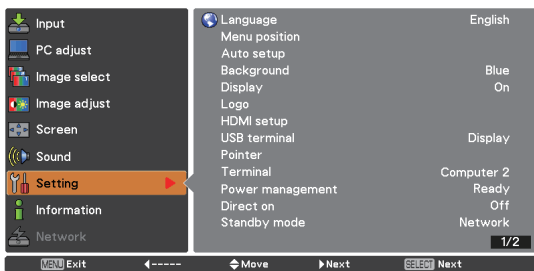 Input
PC adjust
Image select
Image adjust
Screen
Sound
Setting
Information
Network
Language English
Menu position
Auto setup
Background Blue
Display On
Logo
HDMI setup
USB terminal Display
Pointer
Terminal Computer 2
Power management Ready
Direct on Off
Standby mode Network
1/2
MENU Exit ----- Move Next SELECT Next